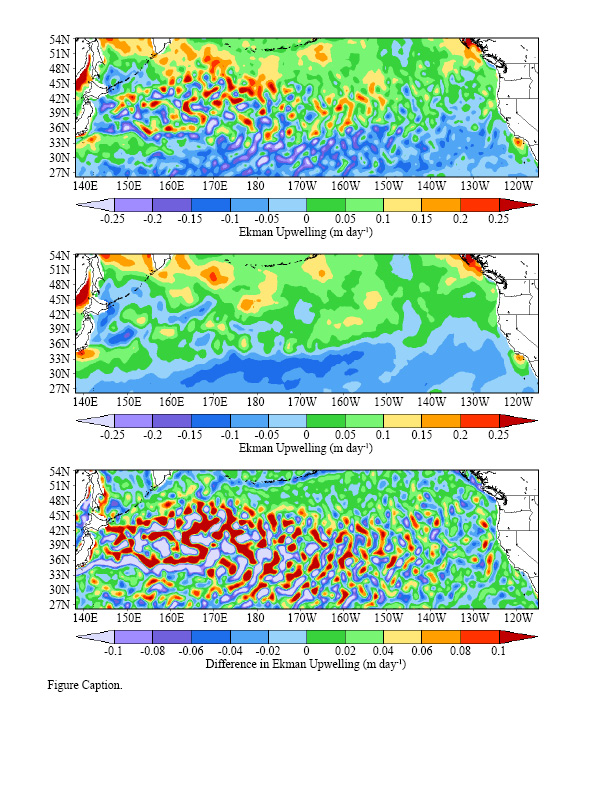 54N
51N
48N
45N
42N
39N
36N
33N
30N
27N
140E 150E 160E 170E 180 170W 160W 150W 140W 130W 120W
-0.25 -0.2 -0.15 -0.1 -0.05 0 0.05 0.1 0.15 0.2 0.25
Ekman Upwelling (m day-1)
54N
51N
48N
45N
42N
39N
36N
33N
30N
27N
140E 150E 160E 170E 180 170W 160W 150W 140W 130W 120W
-0.25 -0.2 -0.15 -0.1 -0.05 0 0.05 0.1 0.15 0.2 0.25
Ekman Upwelling (m day-1)
54N
51N
48N
45N
42N
39N
36N
33N
30N
27N
140E 150E 160E 170E 180 170W 160W 150W 140W 130W 120W
-0.1 -0.08 -0.06 -0.04 -0.02 0 0.02 0.04 0.06 0.08 0.1
Difference in Ekman Upwelling (m day-1)
Figure Caption.